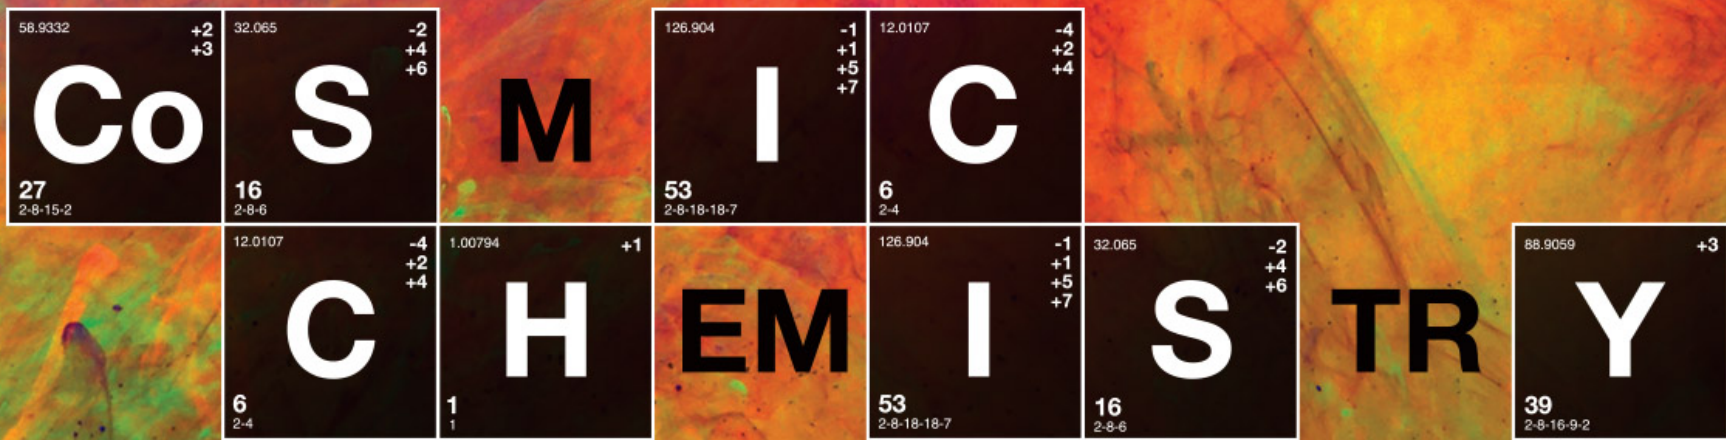 58.9332 +2 +3 32.065 -2 +4 +6 126.904 -1 +1 +5 +7 12.0107 -4 +2 +4
Co S M I C
27 16 53 6
2-8-15-2 2-8-6 2-8-18-18-7 2-4
12.0107 -4 +2 +4 1.00794 +1 126.904 -1 +1 +5 +7 32.065 -2 +4 +6 88.9059 +3
C H EM I S TR Y
6 1 53 16 39
2-4 1 2-8-18-18-7 2-8-6 2-8-16-9-2